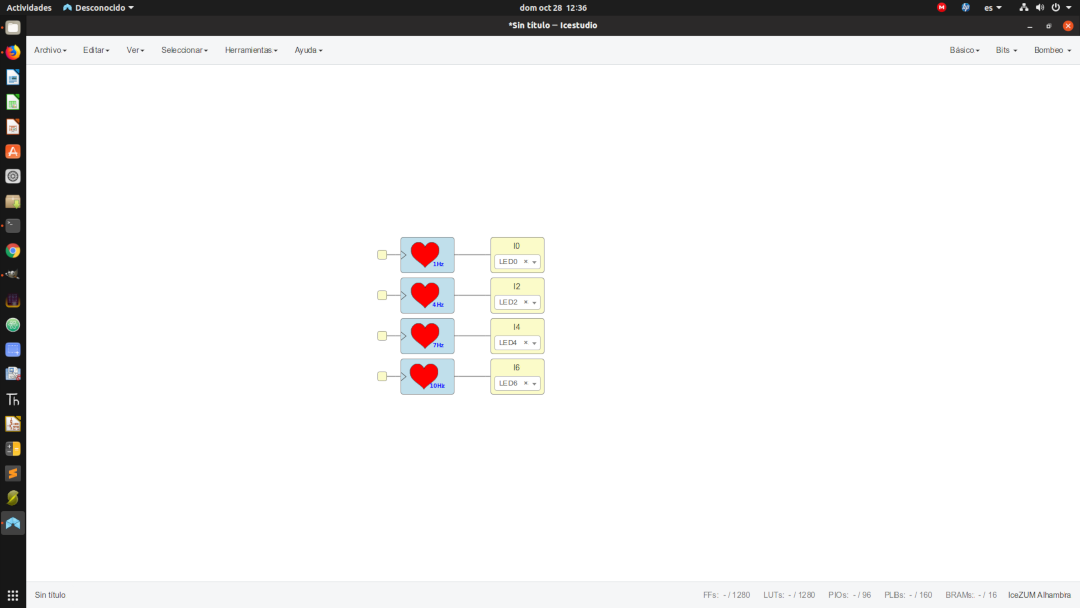 Actividades Desconocido dom oct 28 12:36 es
*Sin título — Icestudio
Archivo Editar Ver Seleccionar Herramientas Ayuda Básico Bits Bombeo
I0
1Hz LED0
I2
4Hz LED2
I4
7Hz LED4
I6
10Hz LED6
Sin título FFs: - / 1280 LUTs: - / 1280 PIOs: - / 96 PLBs: - / 160 BRAMs: - / 16 IceZUM Alhambra